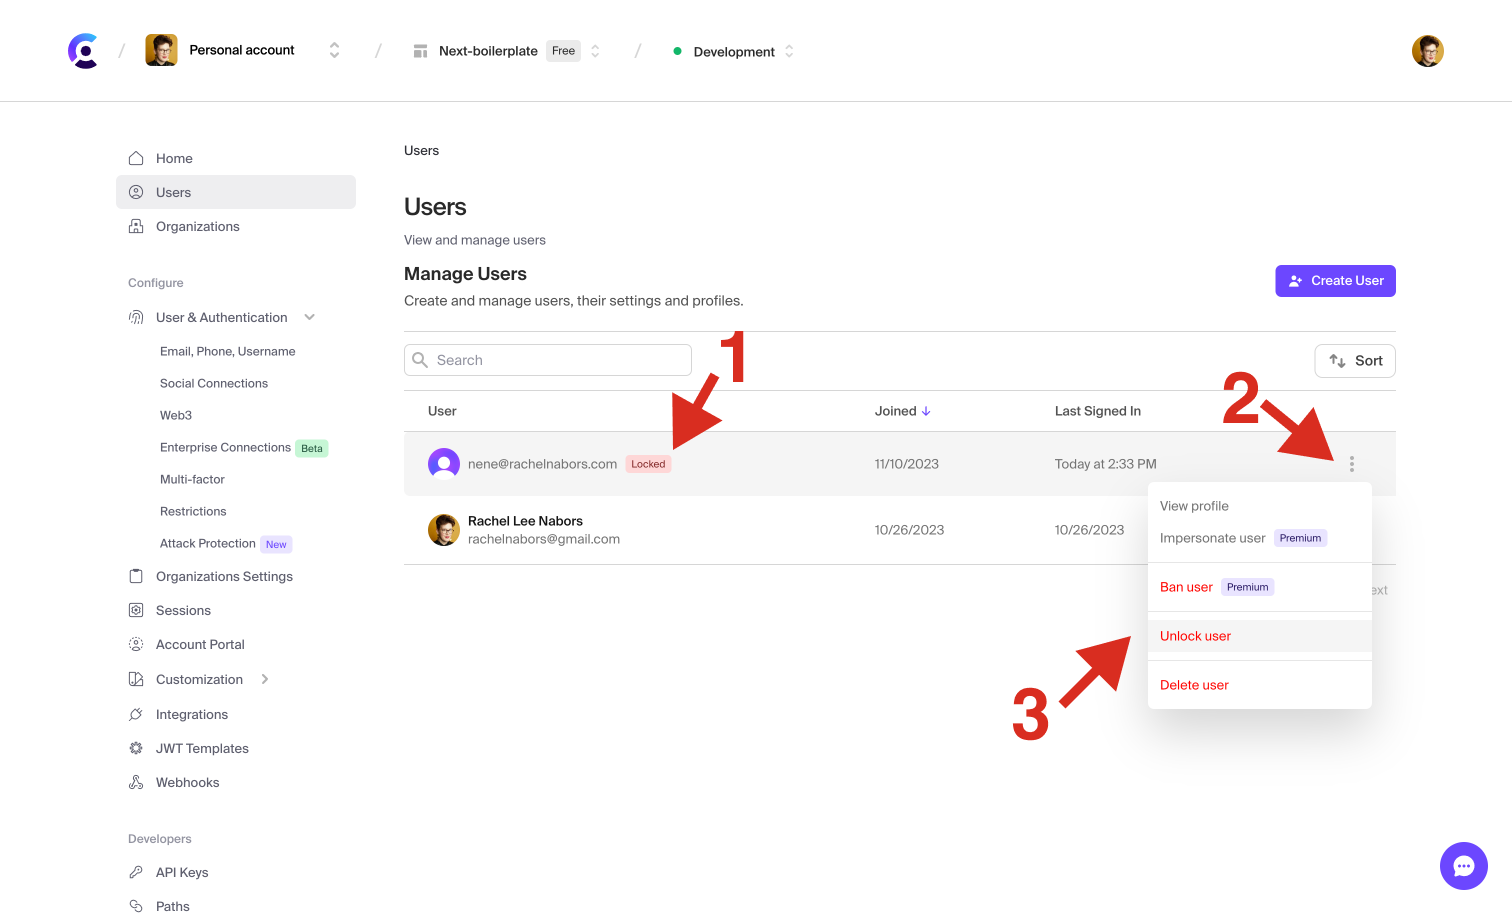 Personal account
Next-boilerplate Free
Development
Home
Users
Organizations
Configure
User & Authentication
Email, Phone, Username
Social Connections
Web3
Enterprise Connections Beta
Multi-factor
Restrictions
Attack Protection New
Organizations Settings
Sessions
Account Portal
Customization
Integrations
JWT Templates
Webhooks
Developers
API Keys
Paths
Users
Users
View and manage users
Manage Users
Create and manage users, their settings and profiles.
Create User
Search
Sort
1
2
User Joined Last Signed In
nene@rachelnabors.com Locked 11/10/2023 Today at 2:33 PM
Rachel Lee Nabors
rachelnabors@gmail.com 10/26/2023 10/26/2023
View profile
Impersonate user Premium
Ban user Premium
ext
Unlock user
Delete user
3